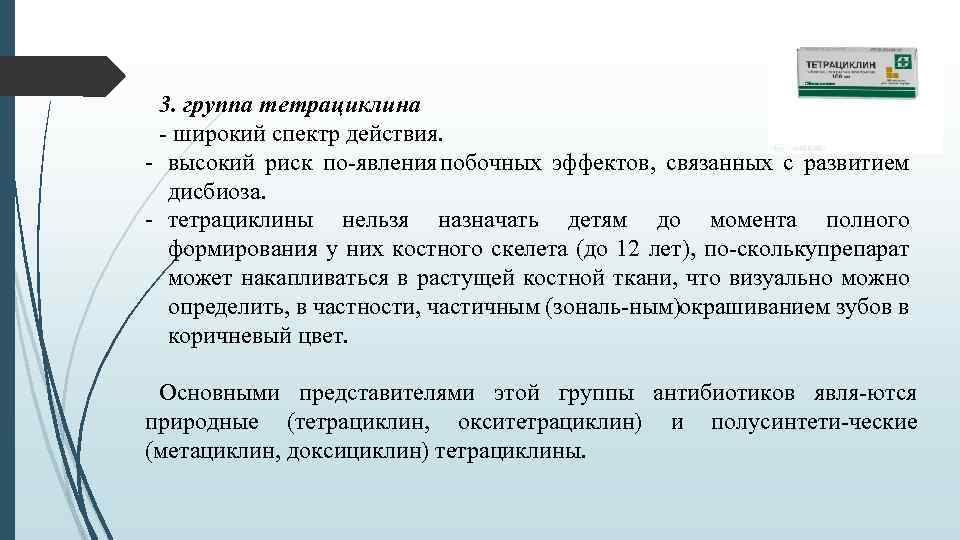 ТЕТРАЦИКЛИН
3. группа тетрациклина
- широкий спектр действия.
- высокий риск по-явления побочных эффектов, связанных с развитием
дисбиоза.
- тетрациклины нельзя назначать детям до момента полного
формирования у них костного скелета (до 12 лет), по-сколькупрепарат
может накапливаться в растущей костной ткани, что визуально можно
определить, в частности, частичным (зональ-ным)окрашиванием зубов в
коричневый цвет.
Основными представителями этой группы антибиотиков явля-ются
природные (тетрациклин, окситетрациклин) и полусинтети-ческие
(метациклин, доксициклин) тетрациклины.